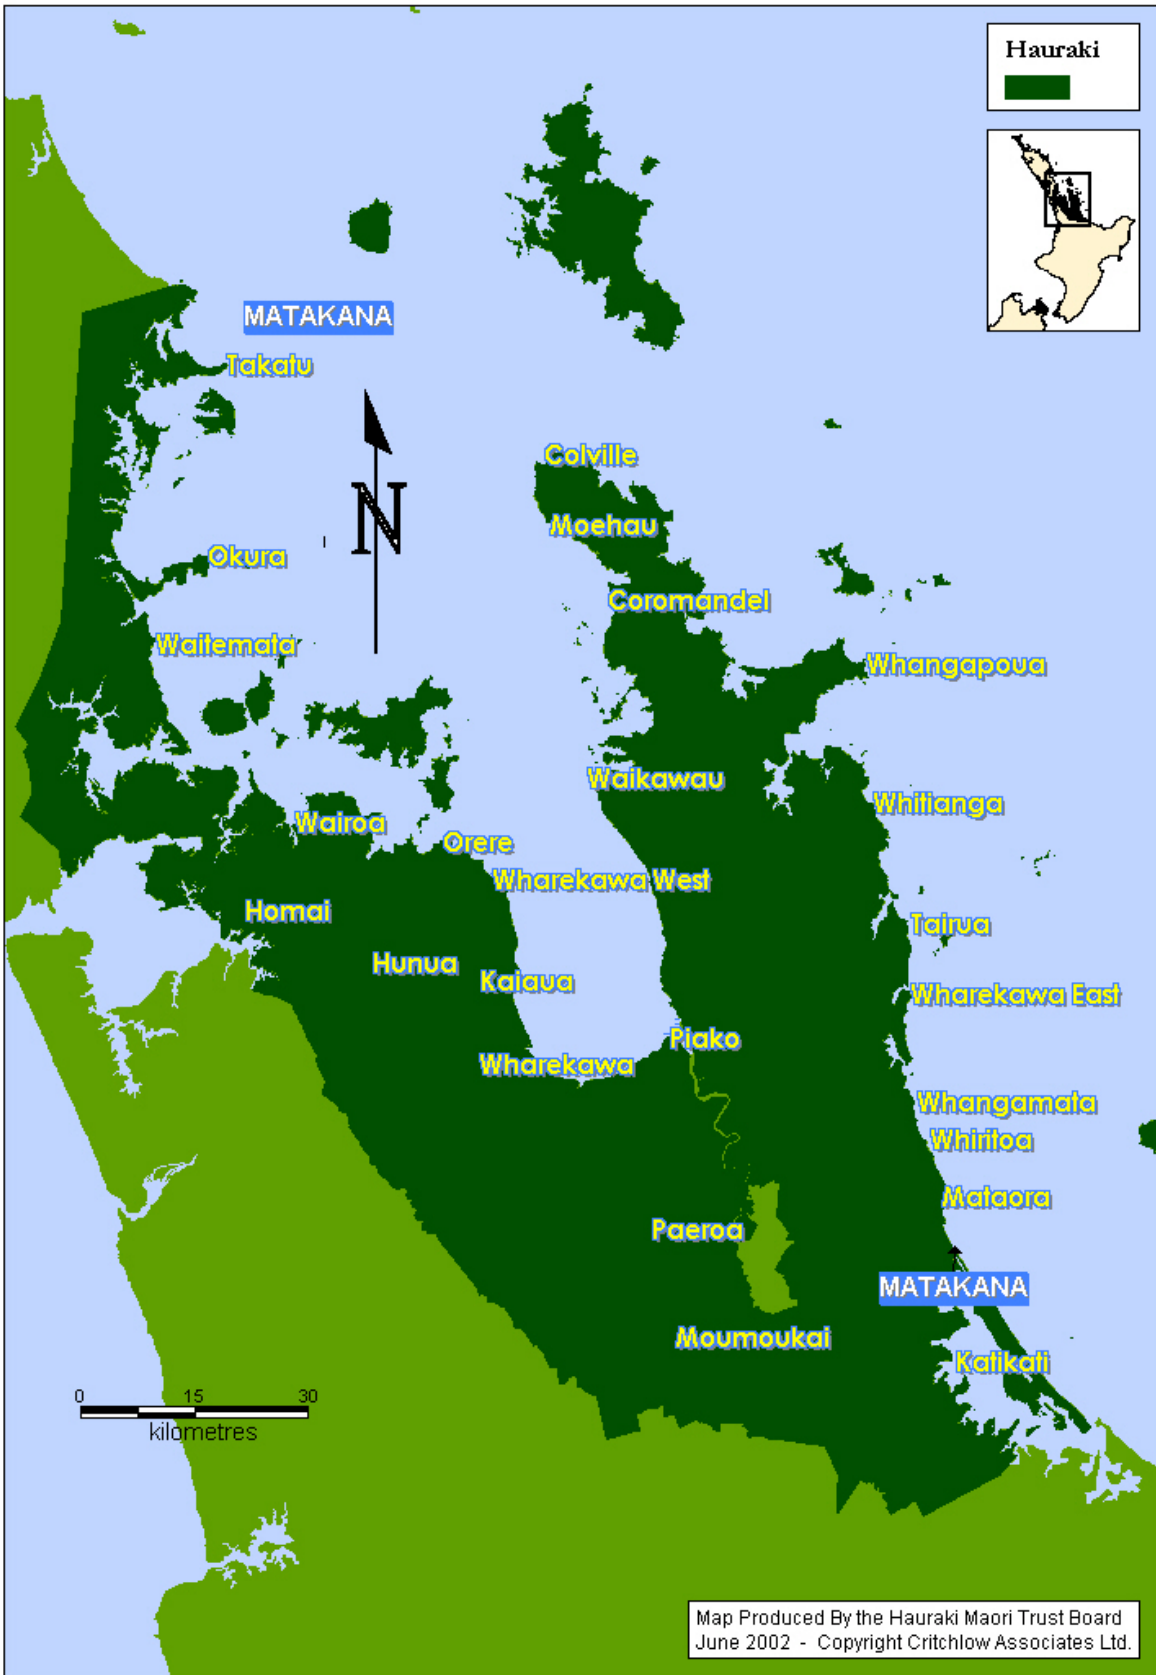 Hauraki
MATAKANA
Takatu
N
Colville
Moehau
Okura
Coromandel
Waitemata
Whangapoua
Waikawau
Whitianga
Wairoa
Orere
Wharekawa West
Homai
Tairua
Hunua
Kaiaua
Wharekawa East
Piako
Wharekawa
Whangamata
Whiritoa
Mataora
Paeroa
MATAKANA
Moumoukai
Katikati
0 15 30
kilometres
Map Produced By the Hauraki Maori Trust Board
June 2002 - Copyright Critchlow Associates Ltd.